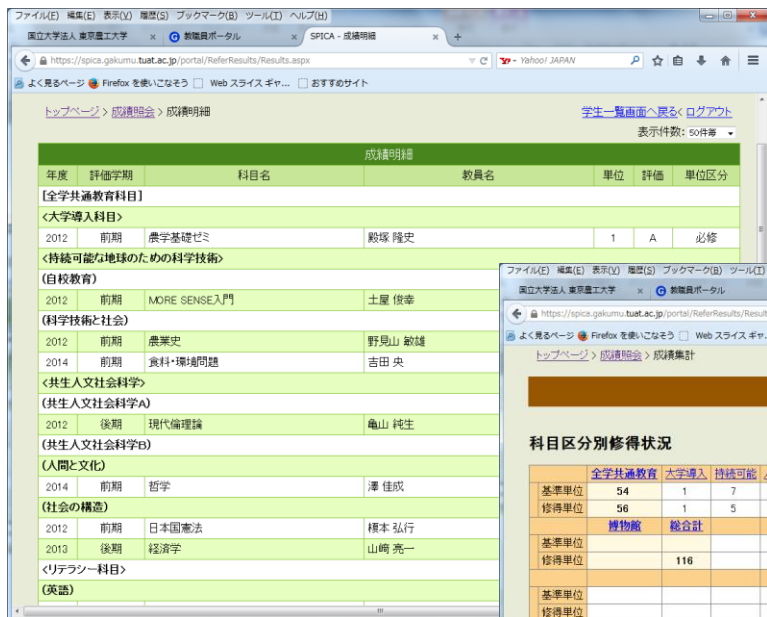 ファイル(E) 編集(E) 表示(V) 履歴(S) ブックマーク(B) ツール(T) ヘルプ(H)
国立大学法人 東京農工大学 × 教職員ポータル × SPICA - 成績明細 × +
https://spica.gakumu.tuat.ac.jp/portal/ReferResults/Results.aspx Yahoo! JAPAN
よく見るページ Firefox を使いこなそう Web スライス ギャ... おすすめサイト
トップページ > 成績照会 > 成績明細 学生一覧画面へ戻る< ログアウト
表示件数: 50件毎
成績明細
年度 評価学期 科目名 教員名 単位 評価 単位区分
[全学共通教育科目]
<大学導入科目>
2012 前期 農学基礎ゼミ 殿塚 隆史 1 A 必修
<持続可能な地球のための科学技術>
(自校教育)
2012 前期 MORE SENSE入門 土屋 俊幸
(科学技術と社会)
2012 前期 農業史 野見山 敏雄
2014 前期 食料・環境問題 吉田 央
<共生人文社会科学>
(共生人文社会科学A)
2012 後期 現代倫理論 亀山 純生
(共生人文社会科学B)
(人間と文化)
2014 前期 哲学 澤 佳成
(社会の構造)
2012 前期 日本国憲法 榎本 弘行
2013 後期 経済学 山﨑 亮一
<リテラシー科目>
(英語)
ファイル(E) 編集(E) 表示(V) 履歴(S) ブックマーク(B) ツール(T)
国立大学法人 東京農工大学 × 教職員ポータル
https://spica.gakumu.tuat.ac.jp/portal/ReferResults/Result
よく見るページ Firefox を使いこなそう Web スライス ギャ
トップページ > 成績照会 > 成績集計
科目区分別修得状況
全学共通教育 大学導入 持続可能
基準単位 54 1 7
修得単位 56 1 5
博物館 総合計
基準単位
修得単位 116
基準単位
修得単位